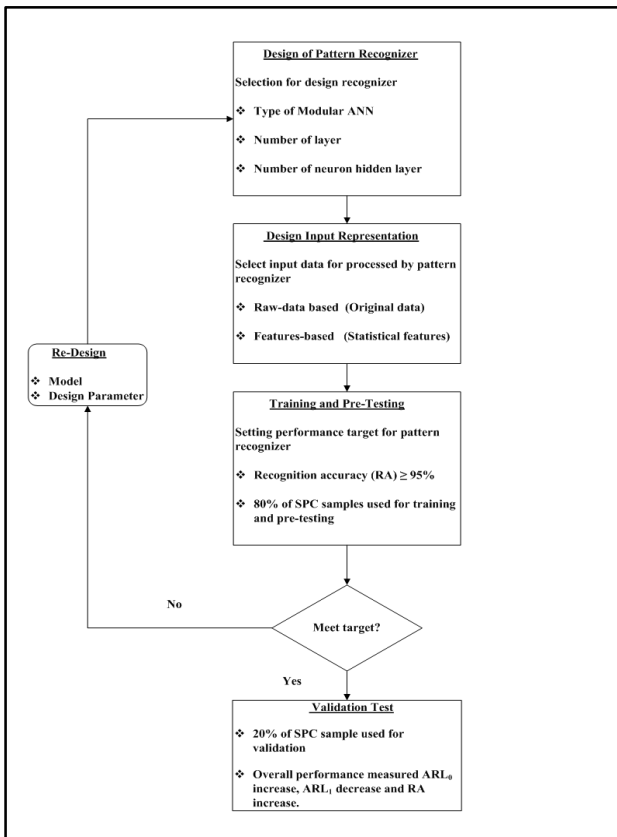 Design of Pattern Recognizer
Selection for design recognizer
❖ Type of Modular ANN
❖ Number of layer
❖ Number of neuron hidden layer
Design Input Representation
Select input data for processed by pattern
recognizer
❖ Raw-data based (Original data)
❖ Features-based (Statistical features)
Re-Design
❖ Model
❖ Design Parameter
Training and Pre-Testing
Setting performance target for pattern
recognizer
❖ Recognition accuracy (RA) ≥ 95%
❖ 80% of SPC samples used for training
and pre-testing
No
Meet target?
Yes
Validation Test
❖ 20% of SPC sample used for
validation
❖ Overall performance measured ARL₀
increase, ARL₁ decrease and RA
increase.